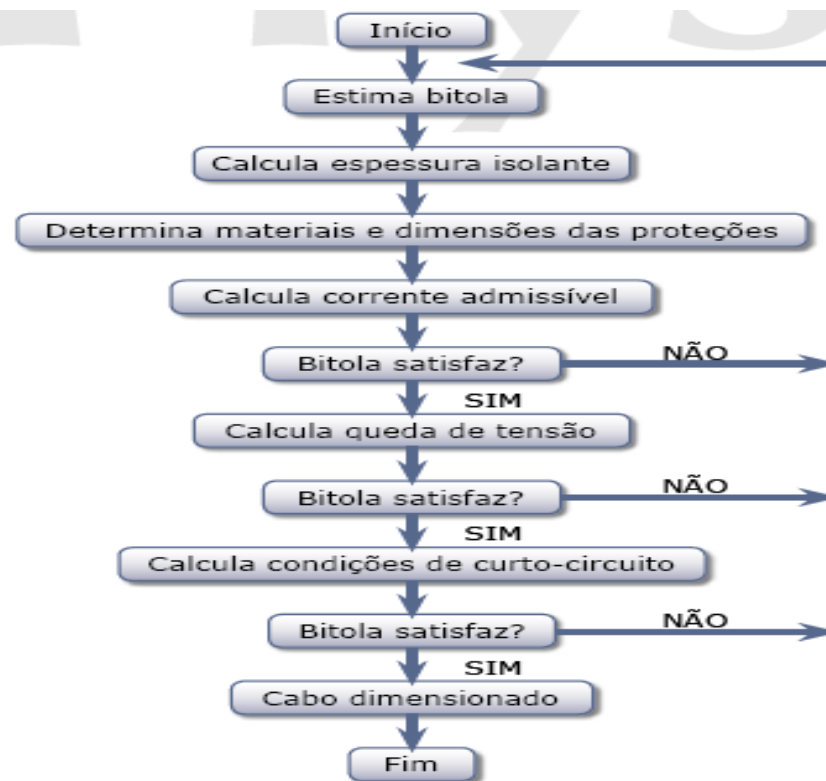 Início
Estima bitola
Calcula espessura isolante
Determina materiais e dimensões das proteções
Calcula corrente admissível
Bitola satisfaz?
NÃO
SIM
Calcula queda de tensão
Bitola satisfaz?
NÃO
SIM
Calcula condições de curto-circuito
Bitola satisfaz?
NÃO
SIM
Cabo dimensionado
Fim